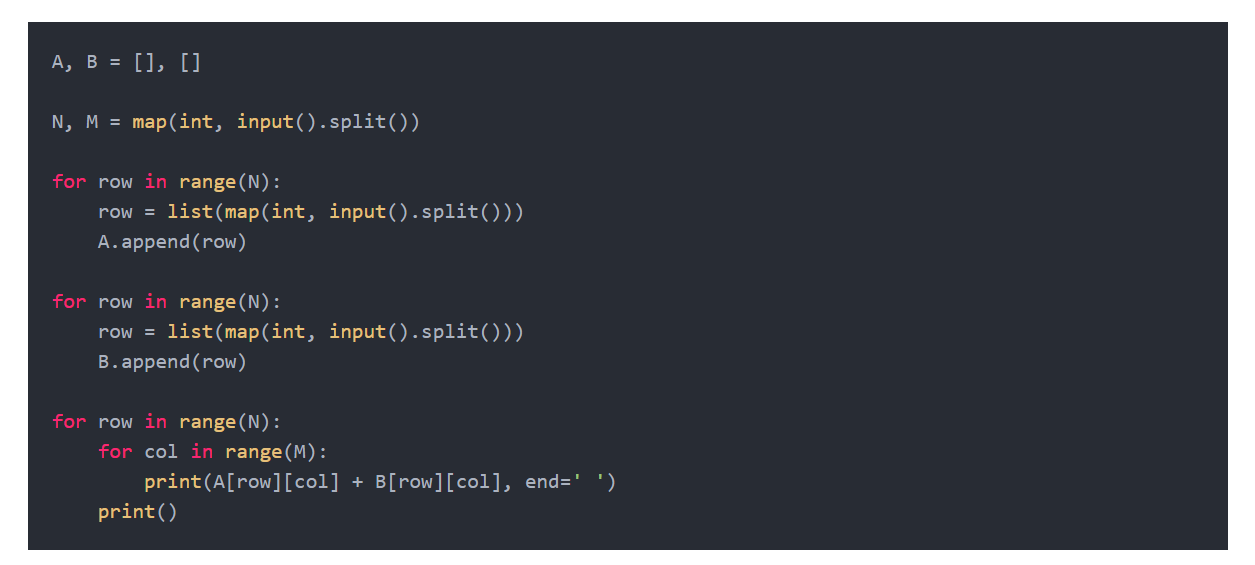 A, B = [], []
N, M = map(int, input().split())
for row in range(N):
    row = list(map(int, input().split()))
    A.append(row)
for row in range(N):
    row = list(map(int, input().split()))
    B.append(row)
for row in range(N):
    for col in range(M):
        print(A[row][col] + B[row][col], end=' ')
    print()